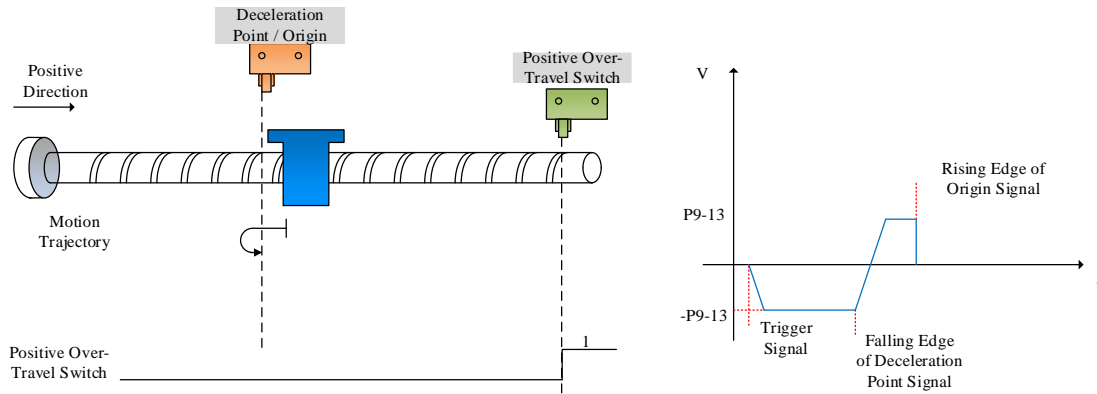 Deceleration
Point / Origin
Positive Over-
Travel Switch
Positive
Direction
Motion
Trajectory
Positive Over-
Travel Switch
1
V
P9-13
-P9-13
Rising Edge of
Origin Signal
Trigger
Signal
Falling Edge
of Deceleration
Point Signal